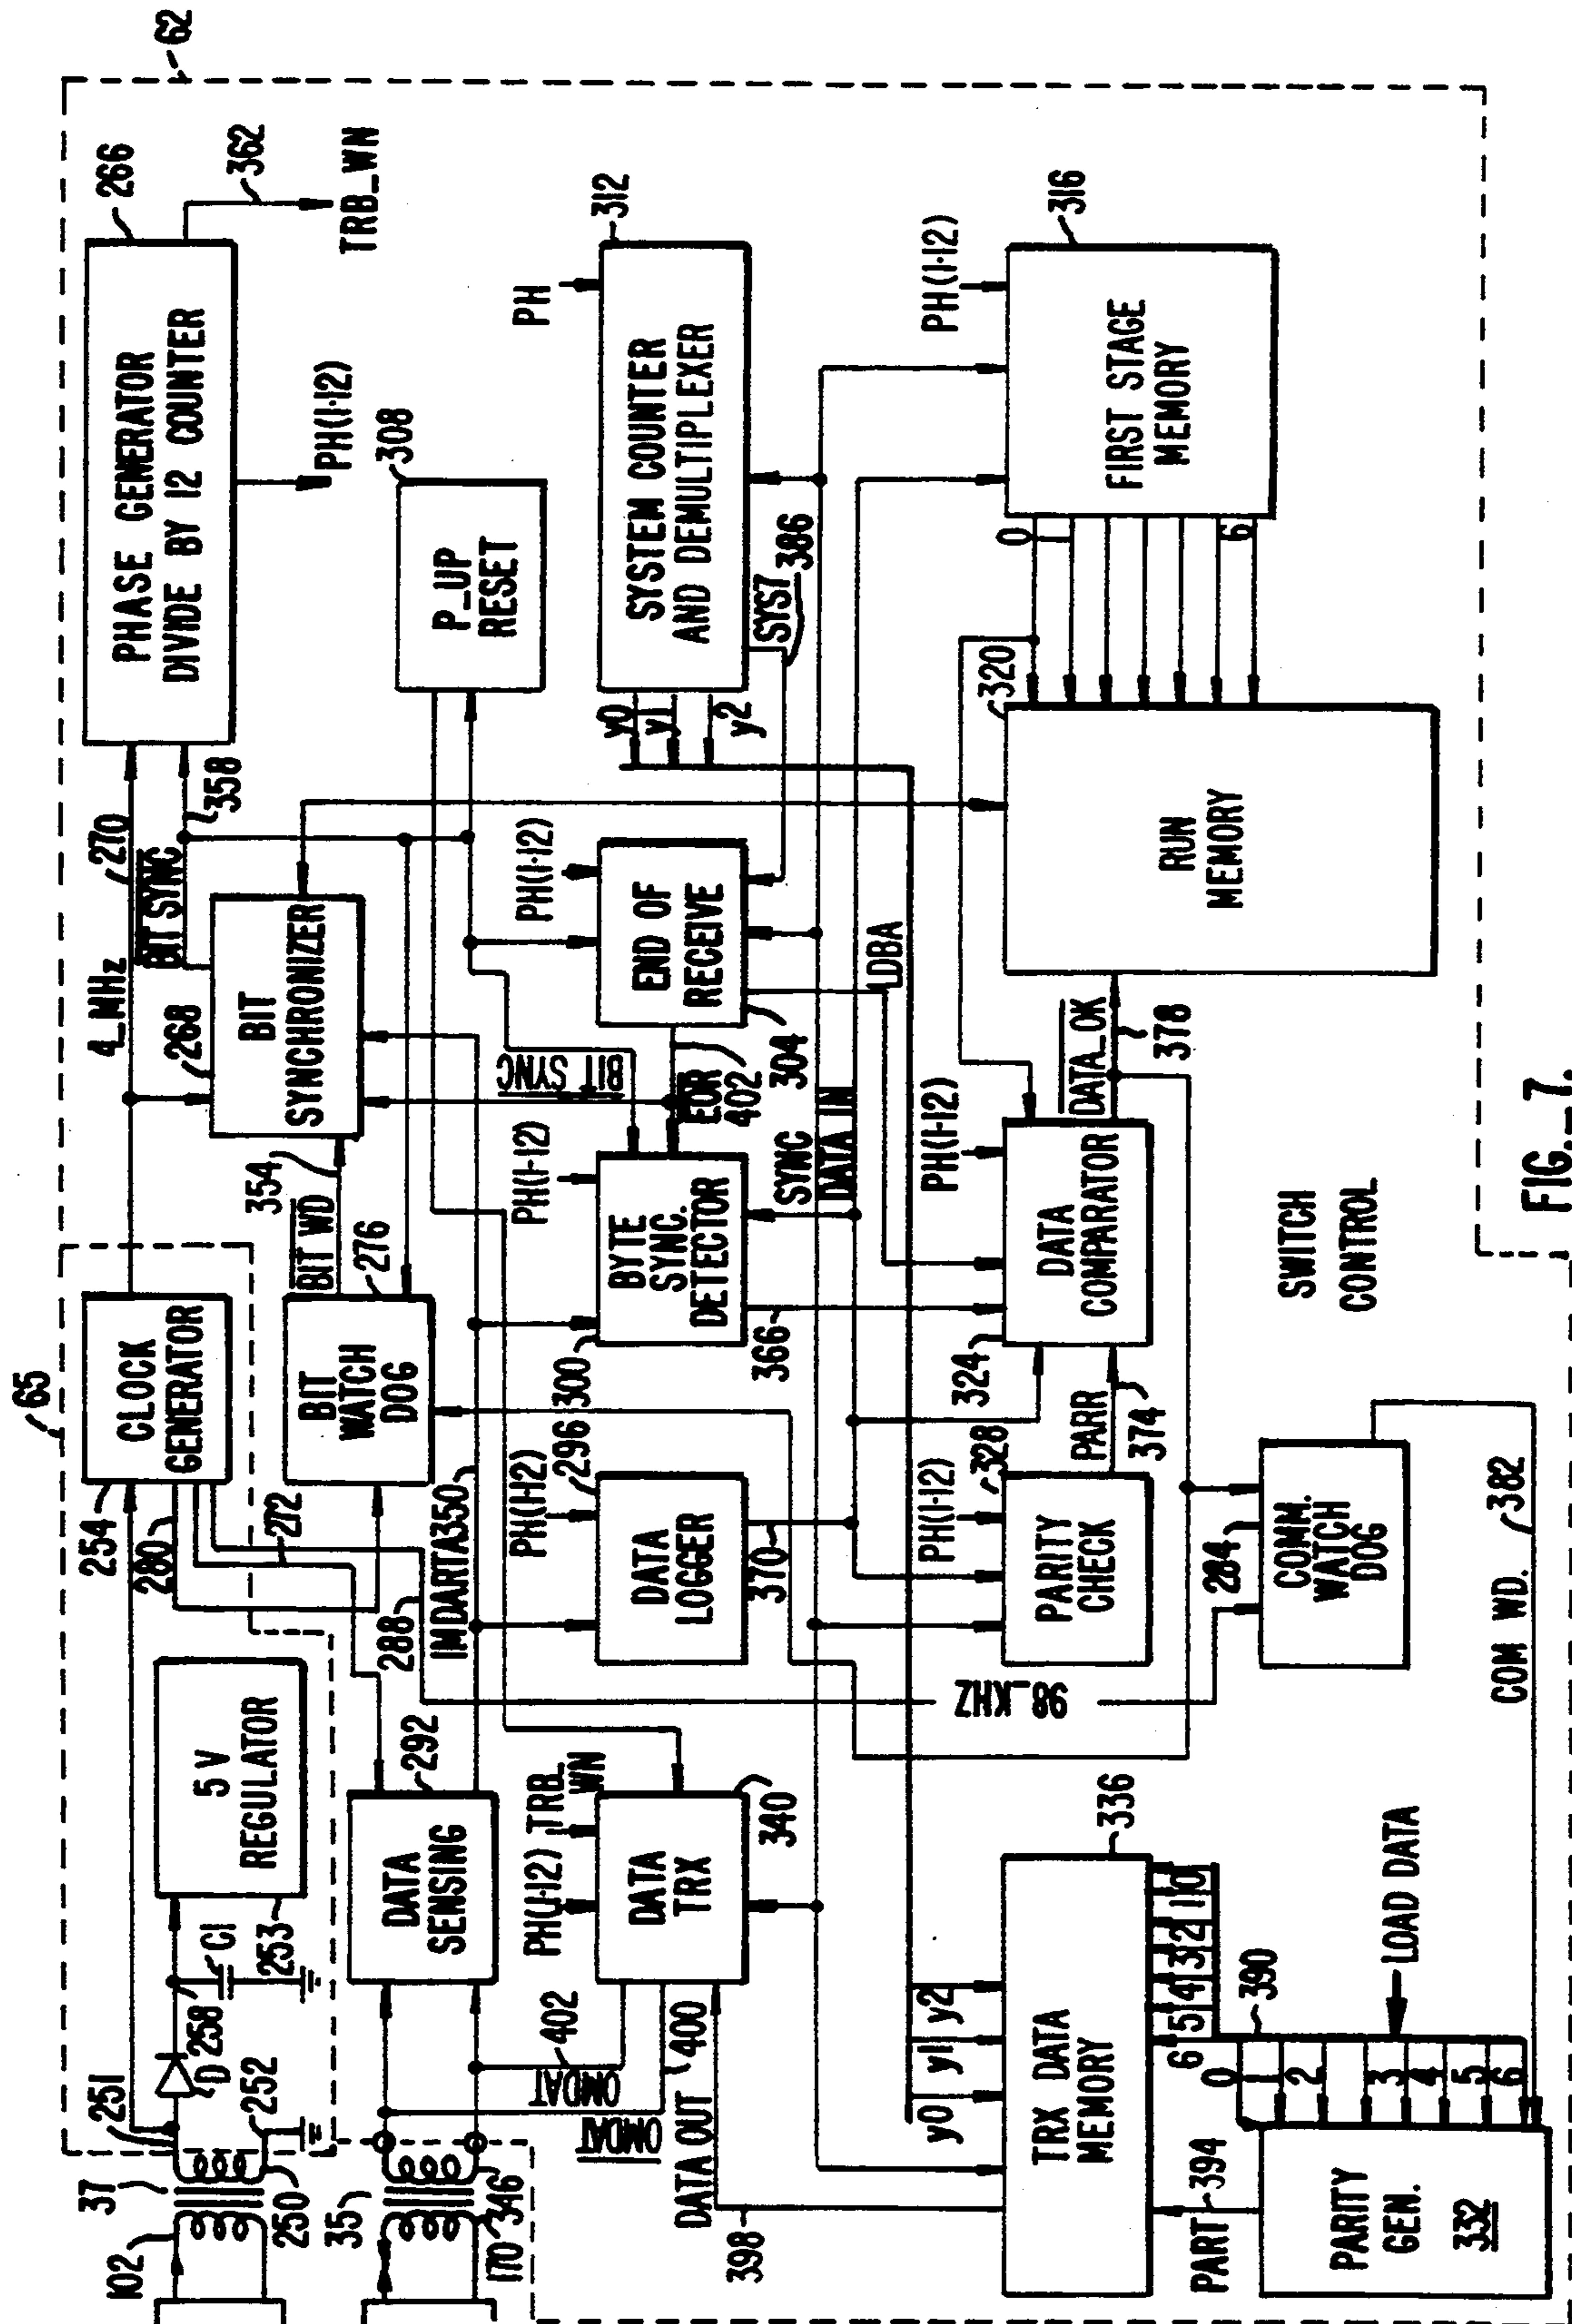 62
65
266
PHASE GENERATOR
DIVIDE BY 12 COUNTER
362
TRB_WN
PH(1-12)
4_MHz
270
BIT SYNC
358
268
BIT
SYNCHRONIZER
354
BIT WD
276
BIT
WATCH
DOG
CLOCK
GENERATOR
254
280
272
288
5 V
REGULATOR
253
C1
258
D
251
252
37
102
250
35
346
170
292
DATA
SENSING
IMDARTA 350
308
P_UP
RESET
312
PH
SYSTEM COUNTER
AND DEMULTIPLEXER
SYS7
386
y0
y1
y2
PH(1-12)
END OF
RECEIVE
304
LDBA
BIT SYNC
EOR
402
PH(1-12)
BYTE
SYNC.
DETECTOR
300
366
SYNC
DATA IN
PH(1-12)
296
DATA
LOGGER
370
98_KHZ
PH(1-12)
TRB_
WN
DATA
TRX
340
402
OMDAT
400
OMDAT
DATA OUT
398
316
PH(1-12)
FIRST STAGE
MEMORY
0
6
320
RUN
MEMORY
DATA_OK
378
PH(1-12)
DATA
COMPARATOR
324
PARR
374
PH(1-12)
328
PARITY
CHECK
336
TRX DATA
MEMORY
y0
y1
y2
6
5
4
3
2
1
0
390
LOAD DATA
0
1
2
3
4
5
6
PART
394
PARITY
GEN.
332
284
COMM.
WATCH
DOG
COM WD.
382
SWITCH
CONTROL
FIG._7.